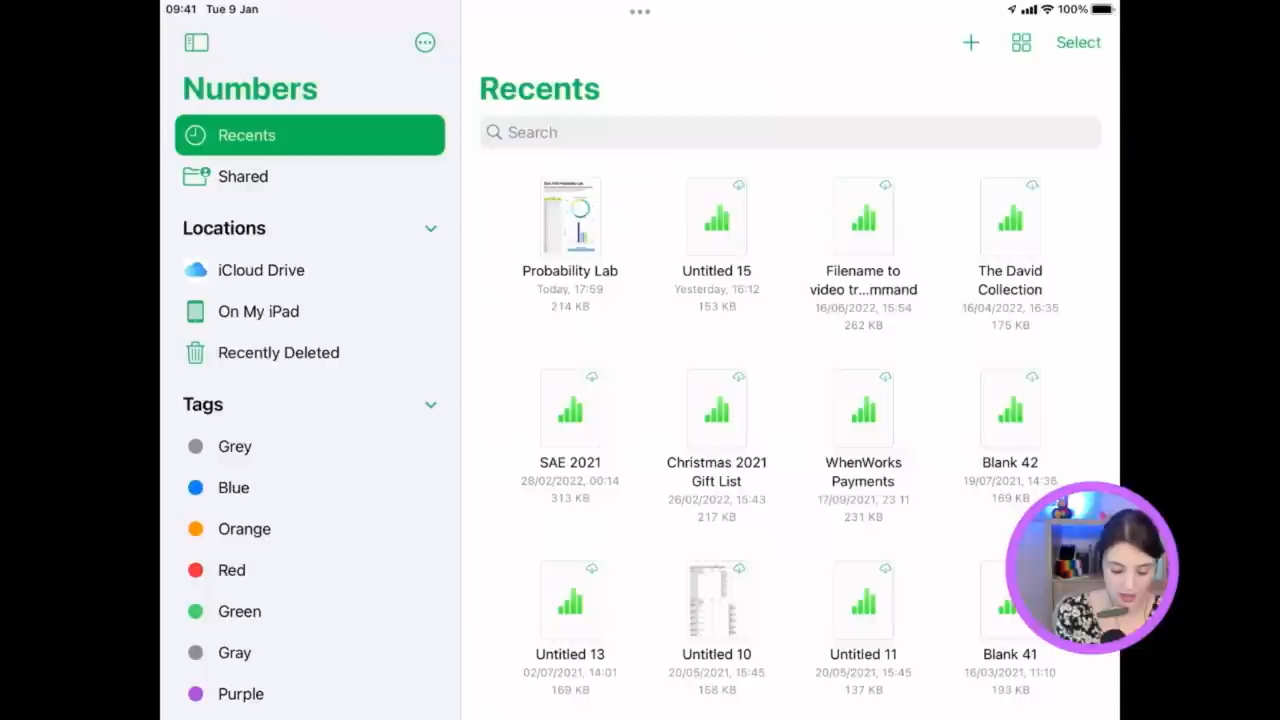 09:41 Tue 9 Jan
100%
Select
Numbers
Recents
Shared
Locations
iCloud Drive
On My iPad
Recently Deleted
Tags
Grey
Blue
Orange
Red
Green
Gray
Purple
Recents
Search
Probability Lab
Today, 17:59
214 KB
Untitled 15
Yesterday, 16:12
153 KB
Filename to
video tr...mmand
16/06/2022, 15:54
262 KB
The David
Collection
16/04/2022, 16:35
175 KB
SAE 2021
28/02/2022, 00:14
313 KB
Christmas 2021
Gift List
26/02/2022, 15:43
217 KB
WhenWorks
Payments
17/09/2021, 23 11
231 KB
Blank 42
19/07/2021, 14:36
169 KB
Untitled 13
02/07/2021, 14:01
169 KB
Untitled 10
20/05/2021, 15:45
158 KB
Untitled 11
20/05/2021, 15:45
137 KB
Blank 41
16/03/2021, 11:10
193 KB